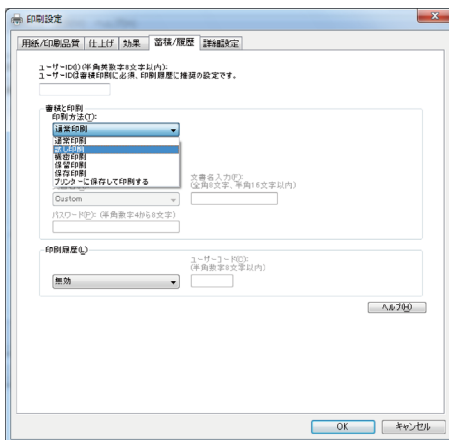 印刷設定
用紙/印刷品質 仕上げ 効果 蓄積/履歴 詳細設定
ユーザーID(I):(半角英数字8文字以内):
ユーザーIDは蓄積印刷に必須、印刷履歴に推奨の設定です。
蓄積と印刷
印刷方法(T):
通常印刷
通常印刷
試し印刷
機密印刷
保留印刷
保存印刷
プリンターに保存して印刷する
文書名入力(F):
(全角8文字、半角16文字以内)
Custom
パスワード(P): (半角数字4から8文字)
印刷履歴(L)
ユーザーコード(C):
(半角数字8文字以内)
無効
ヘルプ(H)
OK キャンセル